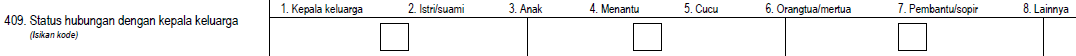 1. Kepala keluarga 2. Istri/suami 3. Anak 4. Menantu 5. Cucu 6. Orangtua/mertua 7. Pembantu/sopir 8. Lainnya
409. Status hubungan dengan kepala keluarga
(Isikan kode)